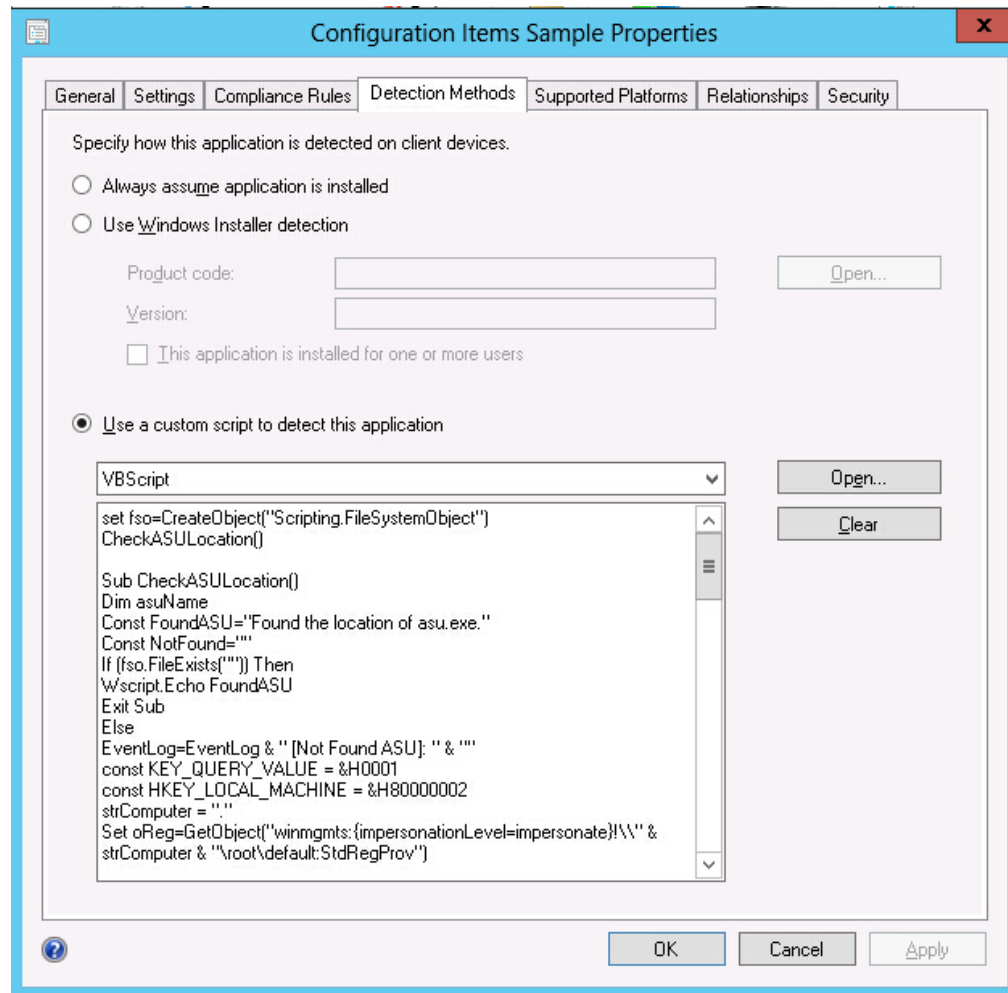 Configuration Items Sample Properties
x
General Settings Compliance Rules Detection Methods Supported Platforms Relationships Security
Specify how this application is detected on client devices.
Always assume application is installed
Use Windows Installer detection
Product code:
Open...
Version:
This application is installed for one or more users
Use a custom script to detect this application
VBScript
Open...
Clear
set fso=CreateObject("Scripting.FileSystemObject")
CheckASULocation()
Sub CheckASULocation()
Dim asuName
Const FoundASU="Found the location of asu.exe."
Const NotFound=""
If (fso.FileExists("")) Then
Wscript.Echo FoundASU
Exit Sub
Else
EventLog=EventLog & " [Not Found ASU]: " & ""
const KEY_QUERY_VALUE = &H0001
const HKEY_LOCAL_MACHINE = &H80000002
strComputer = "."
Set oReg=GetObject("winmgmts:{impersonationLevel=impersonate}!\\" &
strComputer & "\root\default:StdRegProv")
?
OK Cancel Apply